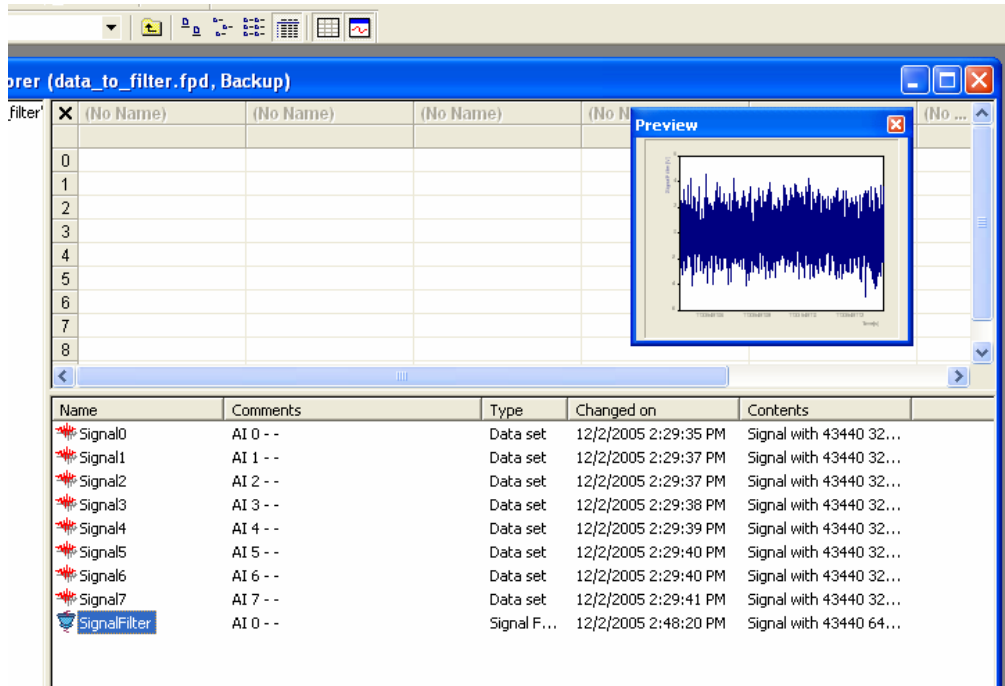 orer (data_to_filter.fpd, Backup)
_filter'
(No Name) (No Name) (No Name) (No N (No ...
Preview
0
1
2
3
4
5
6
7
8
Name Comments Type Changed on Contents
Signal0 AI 0 - - Data set 12/2/2005 2:29:35 PM Signal with 43440 32...
Signal1 AI 1 - - Data set 12/2/2005 2:29:37 PM Signal with 43440 32...
Signal2 AI 2 - - Data set 12/2/2005 2:29:37 PM Signal with 43440 32...
Signal3 AI 3 - - Data set 12/2/2005 2:29:38 PM Signal with 43440 32...
Signal4 AI 4 - - Data set 12/2/2005 2:29:39 PM Signal with 43440 32...
Signal5 AI 5 - - Data set 12/2/2005 2:29:40 PM Signal with 43440 32...
Signal6 AI 6 - - Data set 12/2/2005 2:29:40 PM Signal with 43440 32...
Signal7 AI 7 - - Data set 12/2/2005 2:29:41 PM Signal with 43440 32...
SignalFilter AI 0 - - Signal F... 12/2/2005 2:48:20 PM Signal with 43440 64...